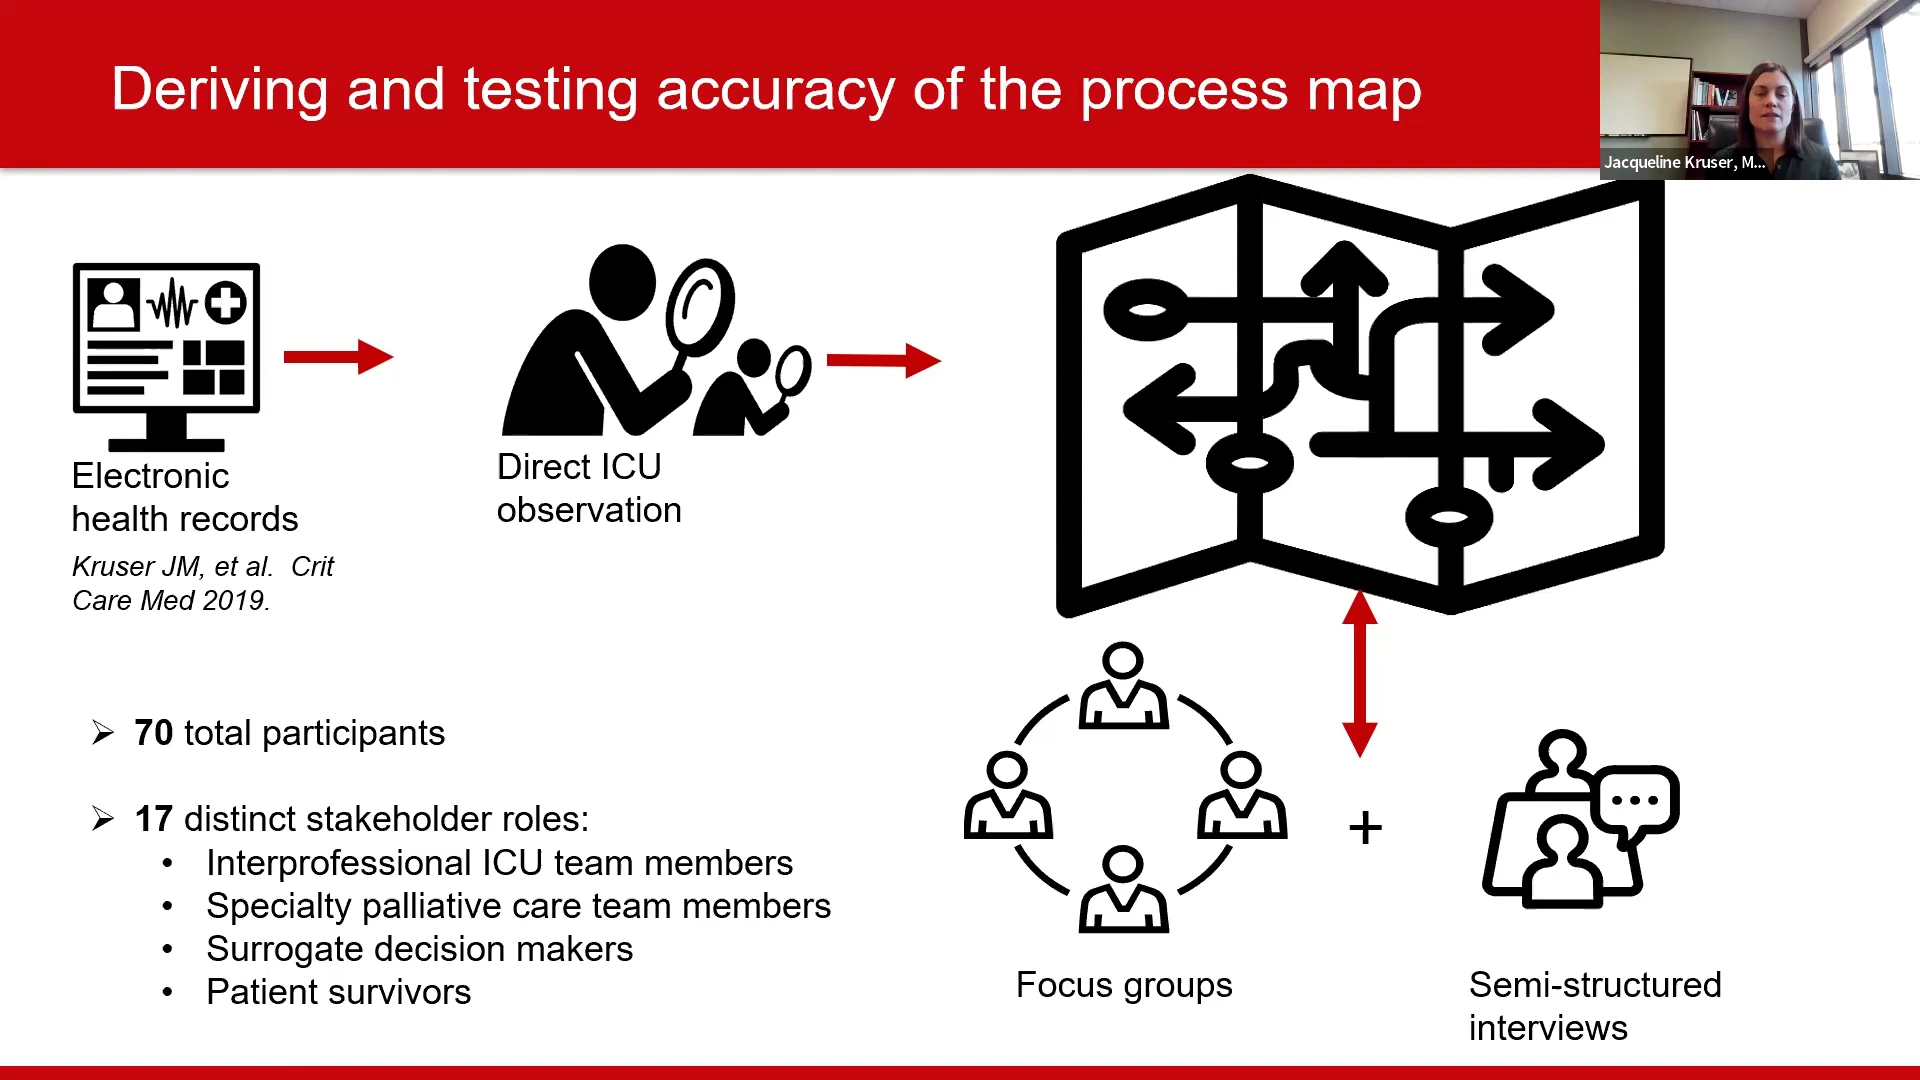 Deriving and testing accuracy of the process map
Jacqueline Kruser, M...
Electronic
health records
Kruser JM, et al. Crit
Care Med 2019.
Direct ICU
observation
➢ 70 total participants
➢ 17 distinct stakeholder roles:
• Interprofessional ICU team members
• Specialty palliative care team members
• Surrogate decision makers
• Patient survivors
+
Focus groups
Semi-structured
interviews